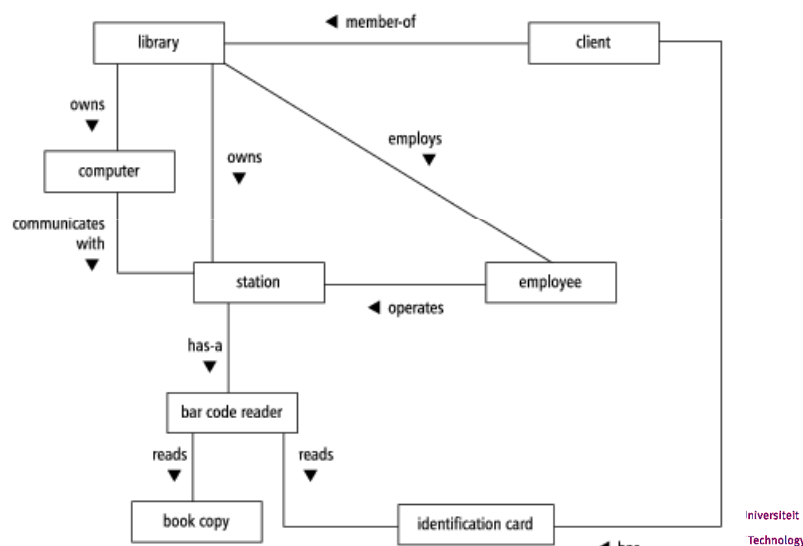 ◄ member-of
library
client
owns
▼
employs
▼
owns
▼
computer
communicates
with
▼
station
employee
◄ operates
has-a
▼
bar code reader
reads
▼
reads
▼
book copy
identification card
Technology